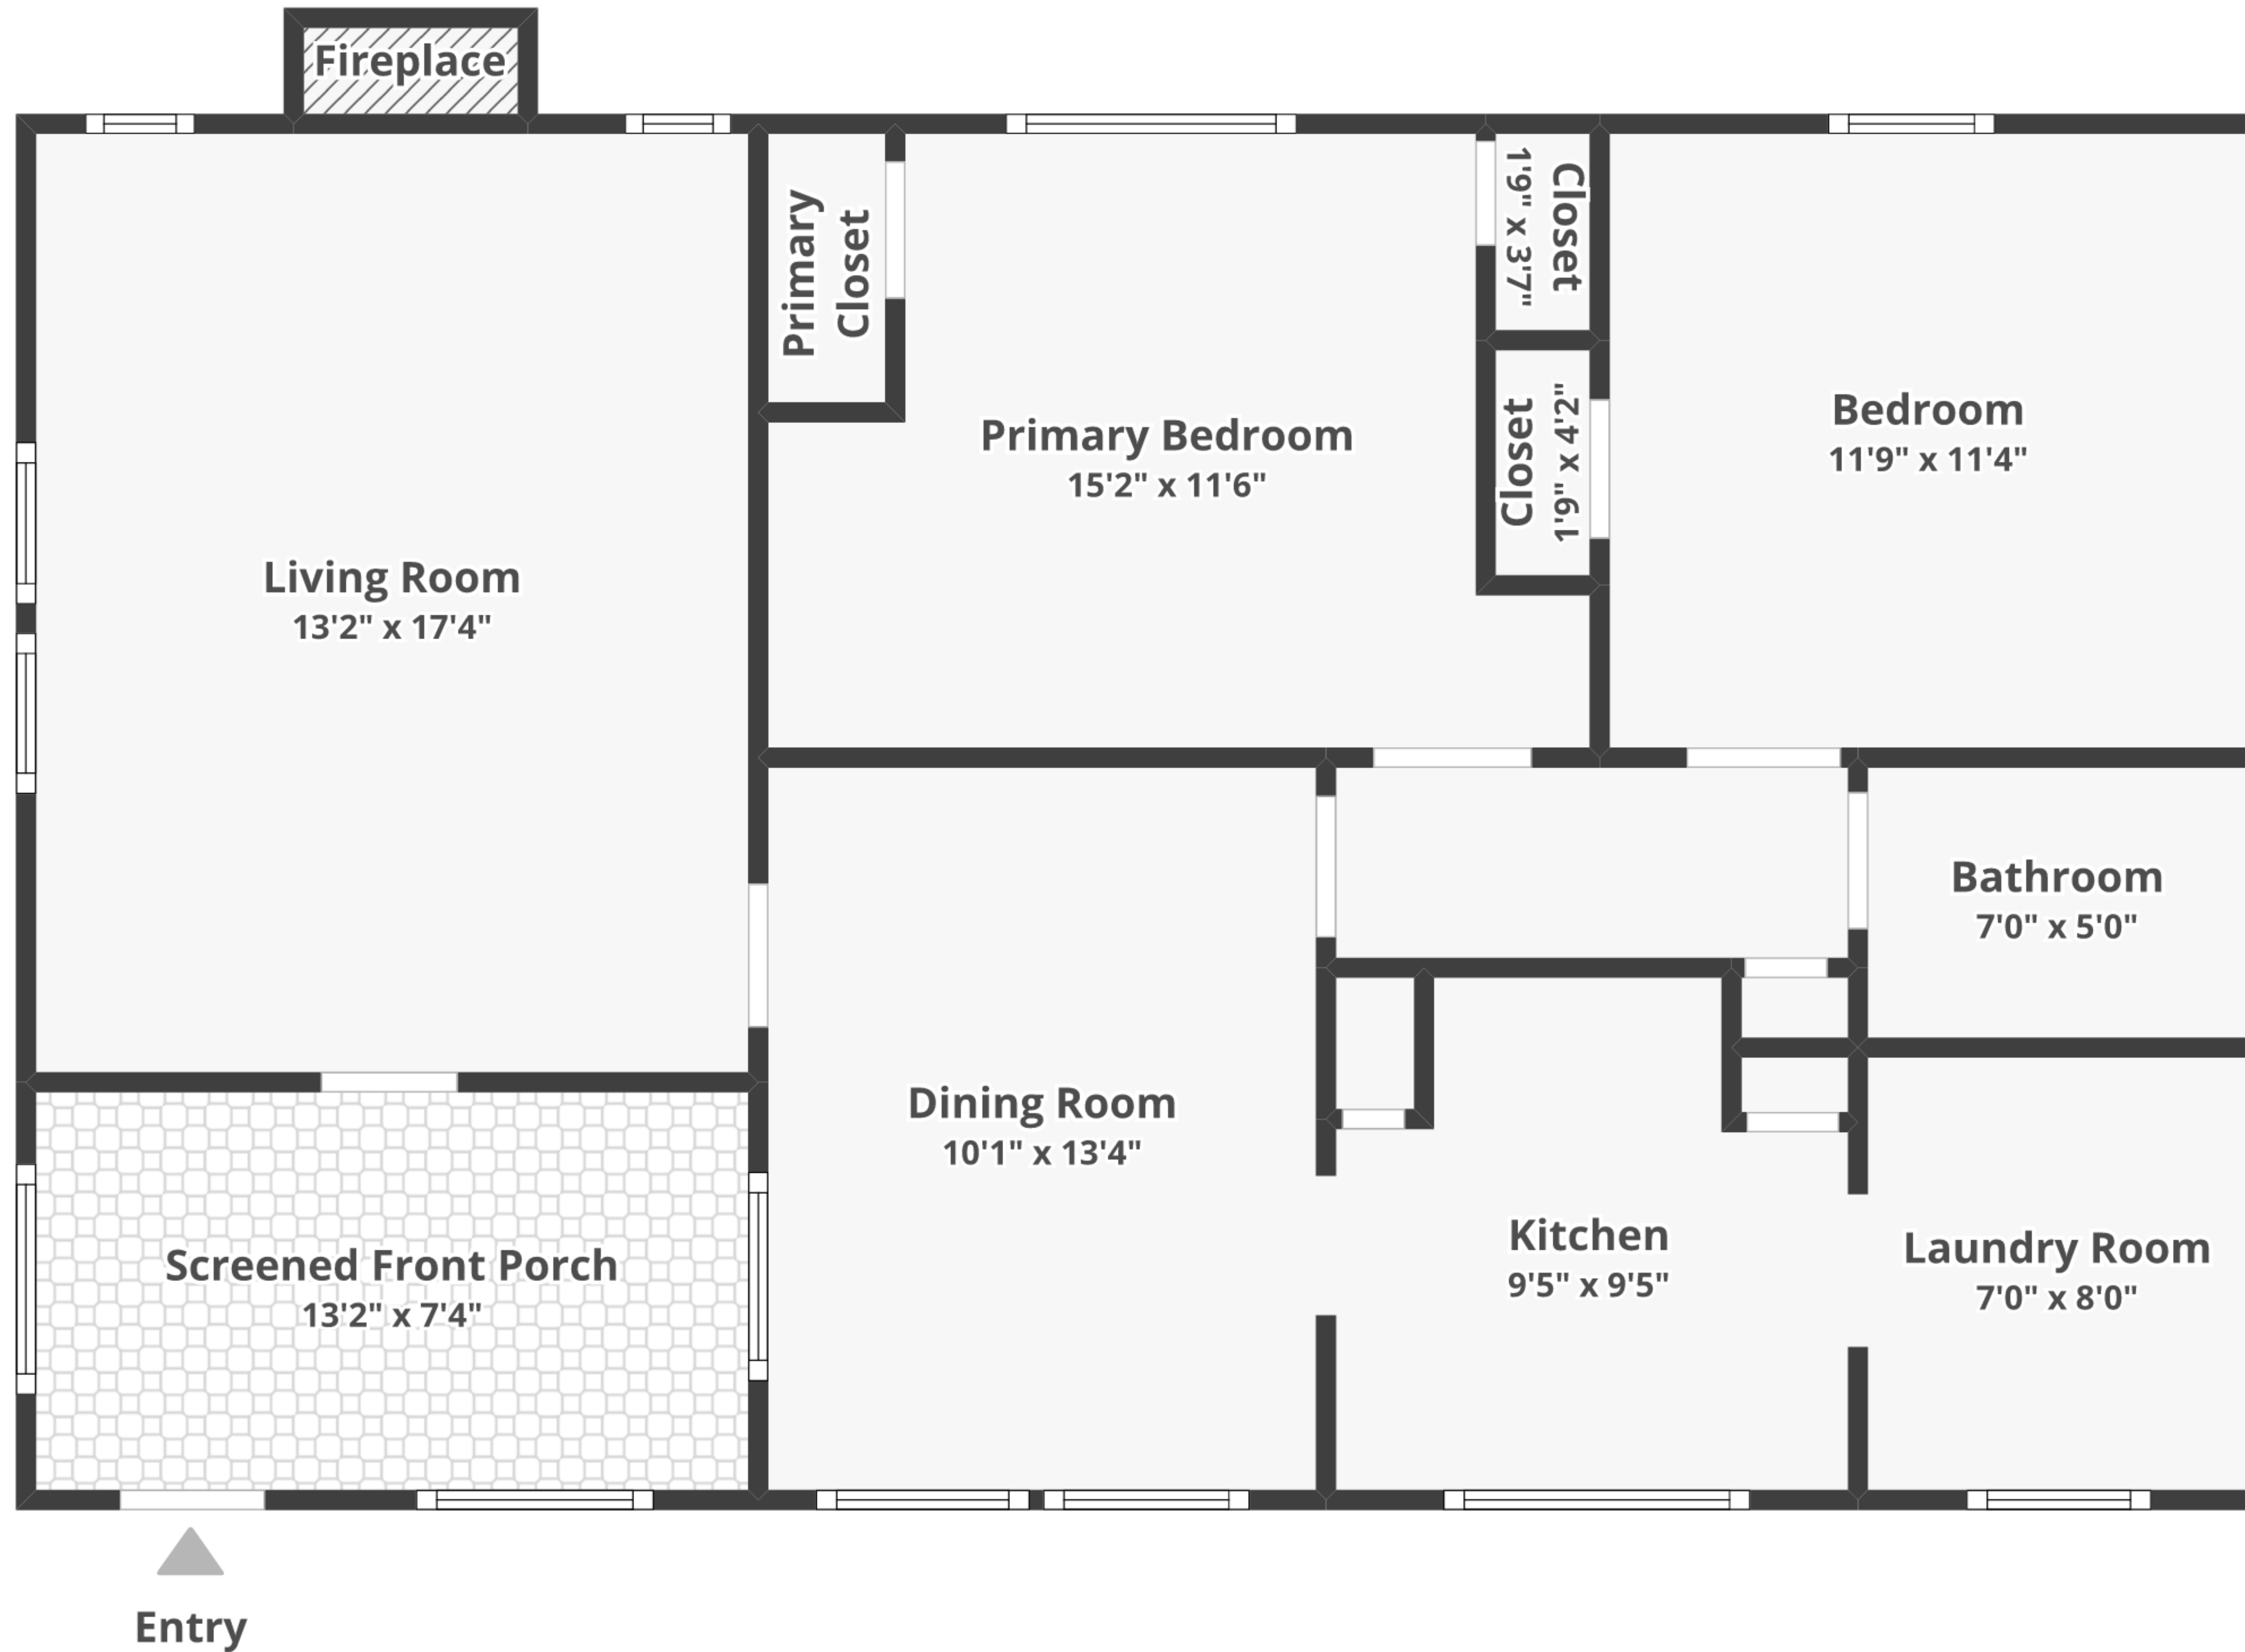 Fireplace
Primary
Closet
Closet
1'9" x 3'7"
Closet
1'9" x 4'2"
Primary Bedroom
15'2" x 11'6"
Bedroom
11'9" x 11'4"
Living Room
13'2" x 17'4"
Bathroom
7'0" x 5'0"
Dining Room
10'1" x 13'4"
Kitchen
9'5" x 9'5"
Laundry Room
7'0" x 8'0"
Screened Front Porch
13'2" x 7'4"
Entry